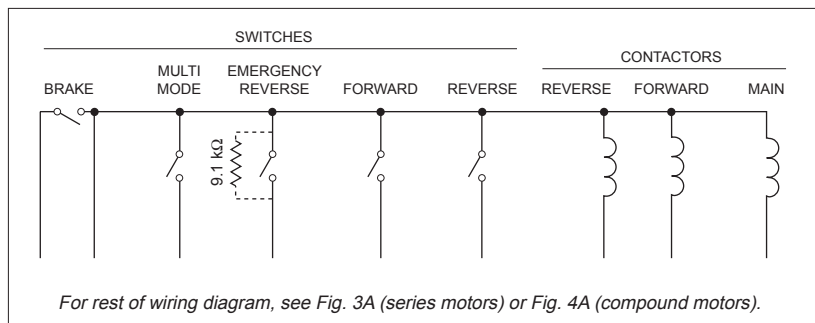 SWITCHES
CONTACTORS
BRAKE
MULTI
MODE
EMERGENCY
REVERSE
FORWARD
REVERSE
REVERSE
FORWARD
MAIN
9.1 kΩ
For rest of wiring diagram, see Fig. 3A (series motors) or Fig. 4A (compound motors).